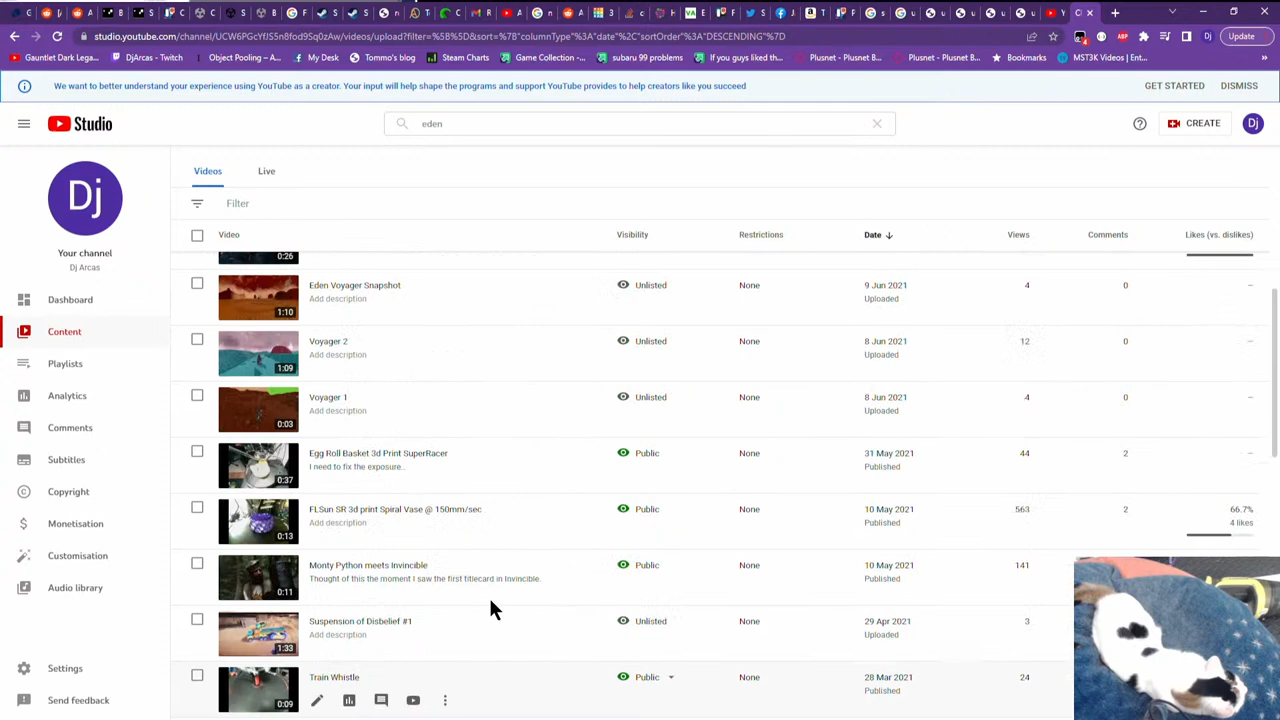 studio.youtube.com/channel/UCW6PGcYfJS5n8fod9Sq0zAw/videos/upload?filter=%5B%5D&sort=%7B"columnType"%3A"date"%2C"sortOrder"%3A"DESCENDING"%7D
Update
Gauntlet Dark Lega...
DjArcas - Twitch
Object Pooling – A...
My Desk
Tommo's blog
Steam Charts
Game Collection -...
subaru 99 problems
If you guys liked th...
Plusnet - Plusnet B...
Plusnet - Plusnet B...
Bookmarks
MST3K Videos | Ent...
We want to better understand your experience using YouTube as a creator. Your input will help shape the programs and support YouTube provides to help creators like you succeed
GET STARTED
DISMISS
Studio
eden
CREATE
Dj
Dj
Your channel
Dj Arcas
Dashboard
Content
Playlists
Analytics
Comments
Subtitles
Copyright
Monetisation
Customisation
Audio library
Settings
Send feedback
Videos
Live
Filter
Video
Visibility
Restrictions
Date
Views
Comments
Likes (vs. dislikes)
0:26
Eden Voyager Snapshot
Unlisted
None
9 Jun 2021
4
0
–
Add description
Uploaded
1:10
Voyager 2
Unlisted
None
8 Jun 2021
12
0
–
Add description
Uploaded
1:09
Voyager 1
Unlisted
None
8 Jun 2021
4
0
–
Add description
Uploaded
0:03
Egg Roll Basket 3d Print SuperRacer
Public
None
31 May 2021
44
2
–
I need to fix the exposure..
Published
0:37
FLSun SR 3d print Spiral Vase @ 150mm/sec
Public
None
10 May 2021
563
2
66.7%
Add description
Published
4 likes
0:13
Monty Python meets Invincible
Public
None
10 May 2021
141
Thought of this the moment I saw the first titlecard in Invincible.
Published
0:11
Suspension of Disbelief #1
Unlisted
None
29 Apr 2021
3
Add description
Uploaded
1:33
Train Whistle
Public
None
28 Mar 2021
24
Published
0:09